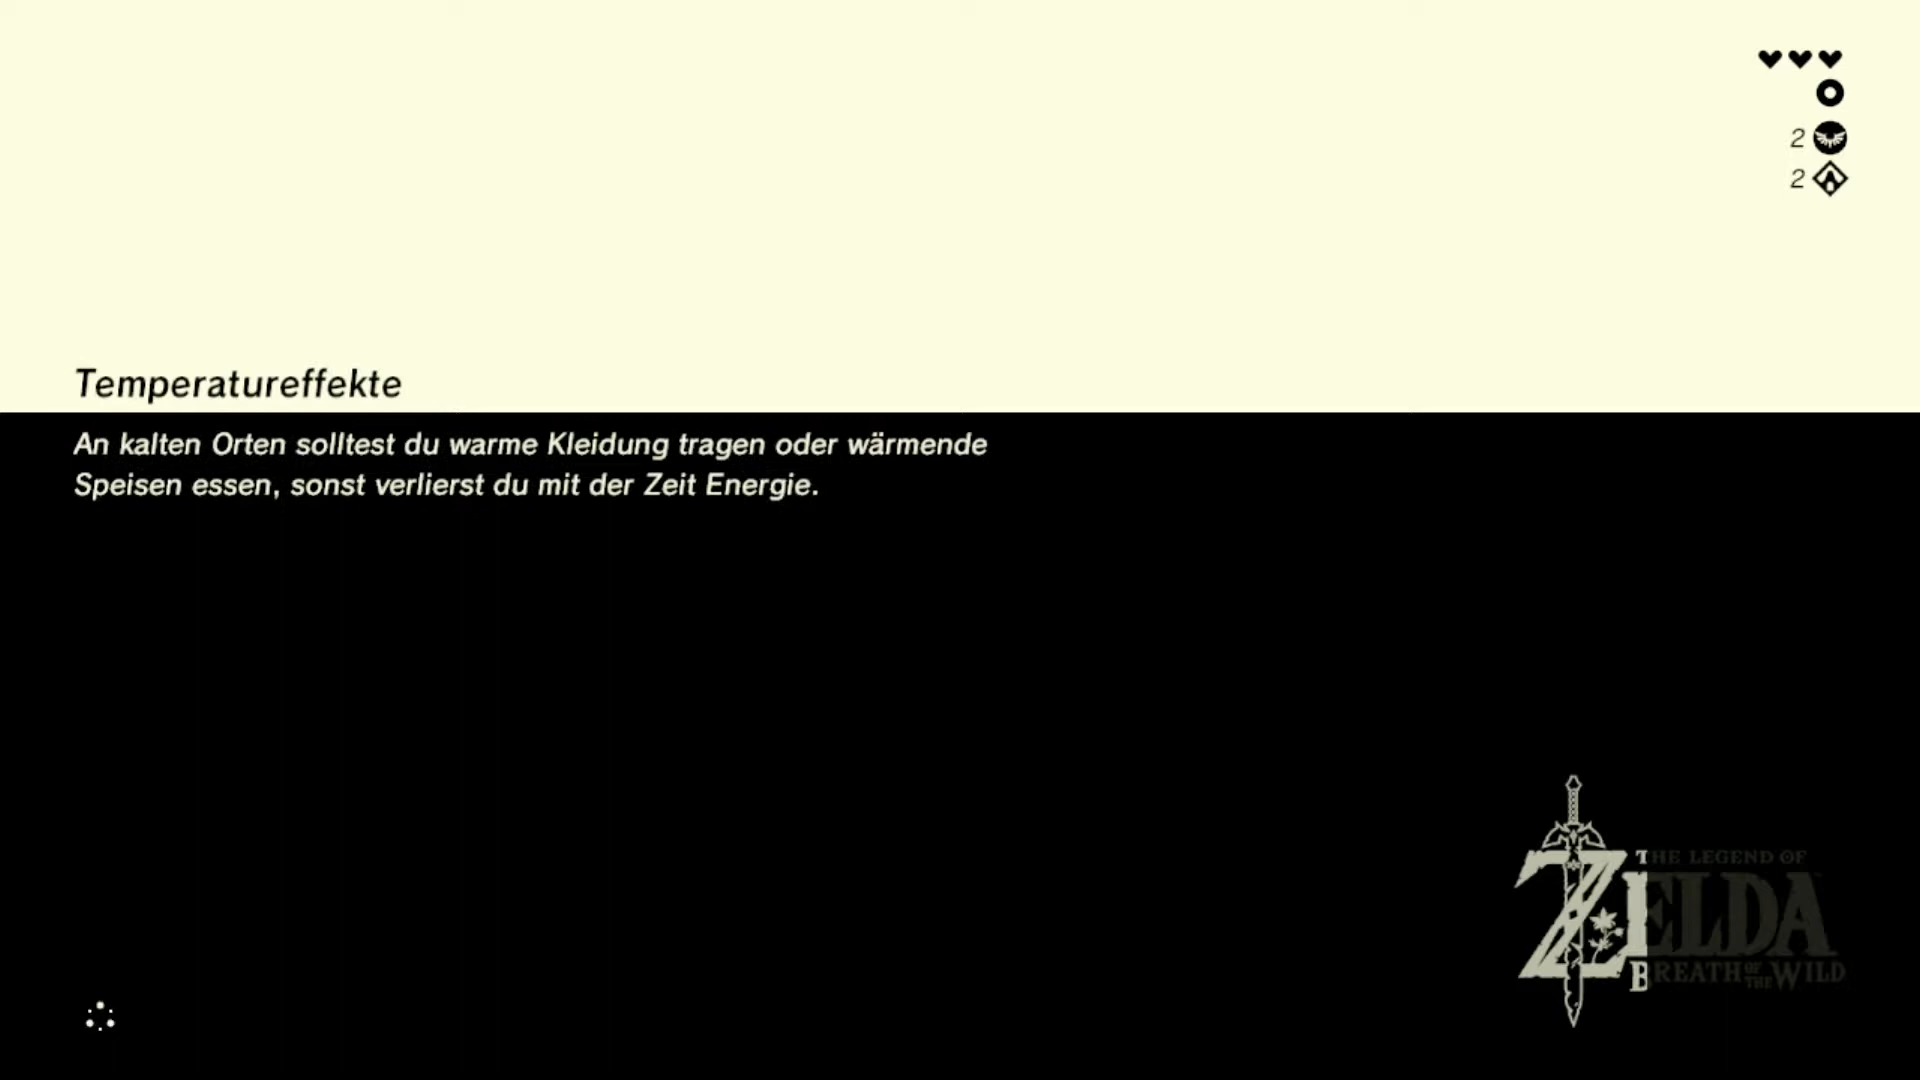 2
2
Temperatureffekte
An kalten Orten solltest du warme Kleidung tragen oder wärmende
Speisen essen, sonst verlierst du mit der Zeit Energie.
THE LEGEND OF
ZELDA
BREATH OF THE WILD